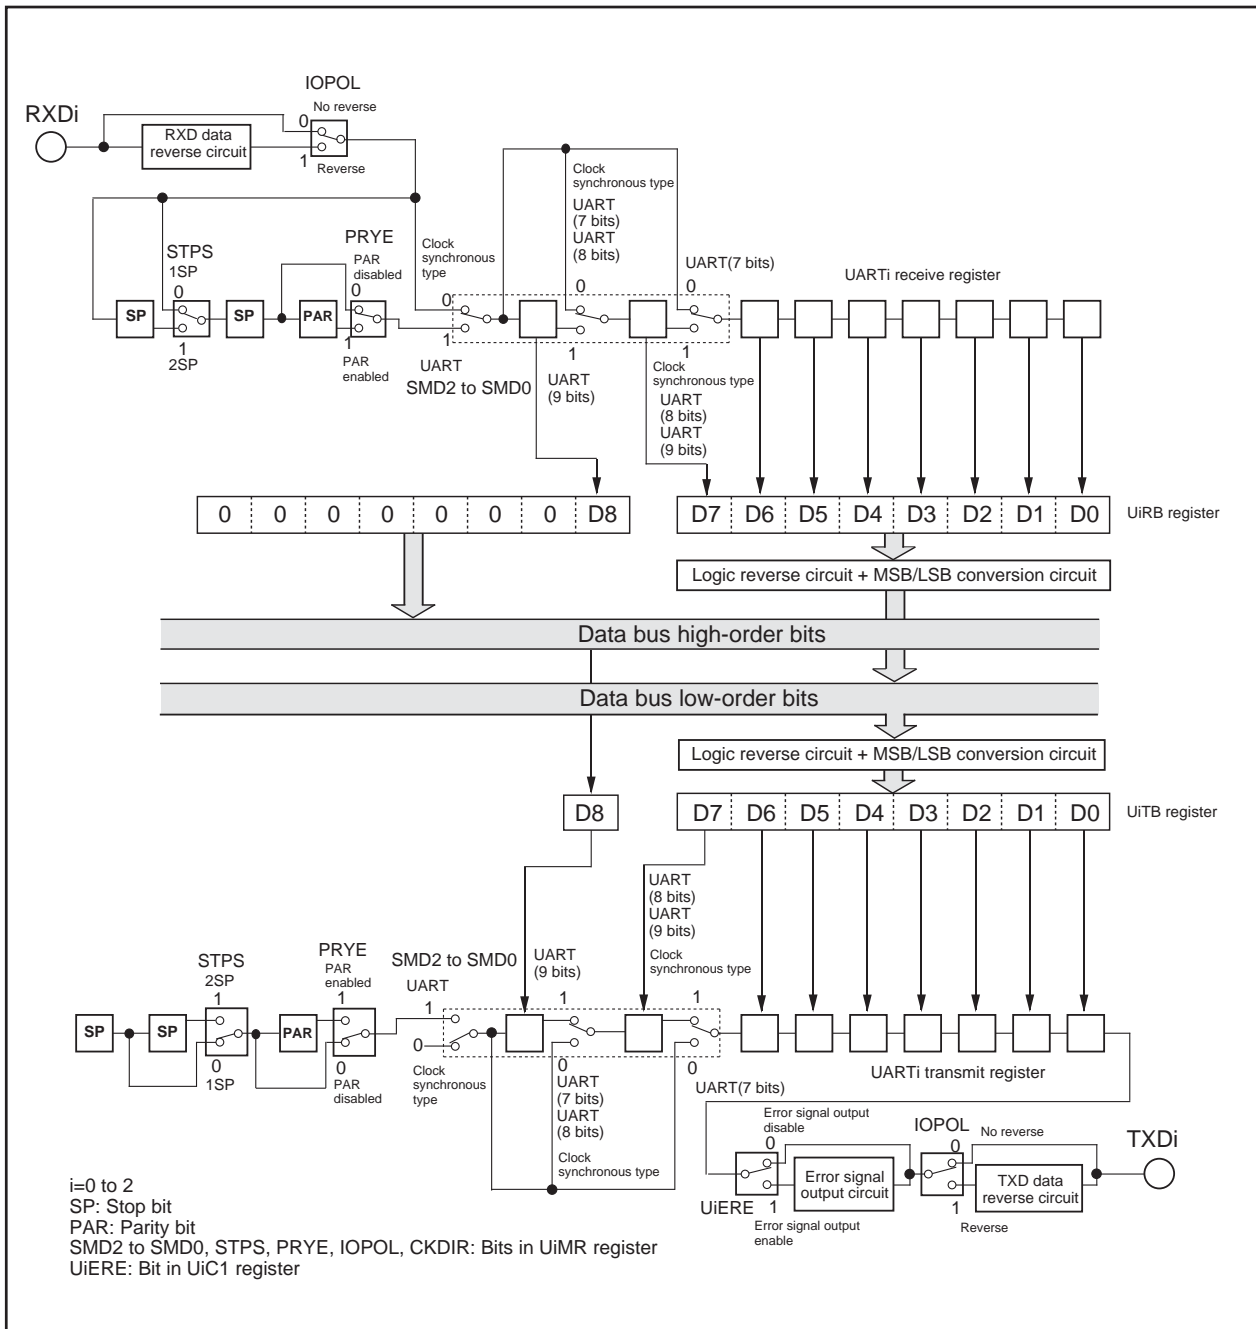 IOPOL
No reverse
RXDi
0
RXD data
reverse circuit
1
Reverse
Clock
synchronous type
UART
(7 bits)
UART
(8 bits)
STPS
1SP
0
PRYE
PAR
disabled
0
Clock
synchronous
type
UART(7 bits)
UARTi receive register
0
0
0
SP
SP
PAR
1
2SP
1
PAR
enabled
1
UART
SMD2 to SMD0
1
UART
(9 bits)
1
Clock
synchronous type
UART
(8 bits)
UART
(9 bits)
0 0 0 0 0 0 0 D8
D7 D6 D5 D4 D3 D2 D1 D0
UiRB register
Logic reverse circuit + MSB/LSB conversion circuit
Data bus high-order bits
Data bus low-order bits
Logic reverse circuit + MSB/LSB conversion circuit
D8
D7 D6 D5 D4 D3 D2 D1 D0
UiTB register
UART
(8 bits)
UART
(9 bits)
Clock
synchronous type
STPS
2SP
1
PRYE
PAR
enabled
1
SMD2 to SMD0
UART
1
UART
(9 bits)
1
1
SP
SP
PAR
0
1SP
0
PAR
disabled
0
Clock
synchronous
type
0
UART
(7 bits)
UART
(8 bits)
Clock
synchronous type
0
UART(7 bits)
UARTi transmit register
Error signal output
disable
0
IOPOL
0
No reverse
TXDi
Error signal
output circuit
TXD data
reverse circuit
UiERE
1
Error signal output
enable
1
Reverse
i=0 to 2
SP: Stop bit
PAR: Parity bit
SMD2 to SMD0, STPS, PRYE, IOPOL, CKDIR: Bits in UiMR register
UiERE: Bit in UiC1 register